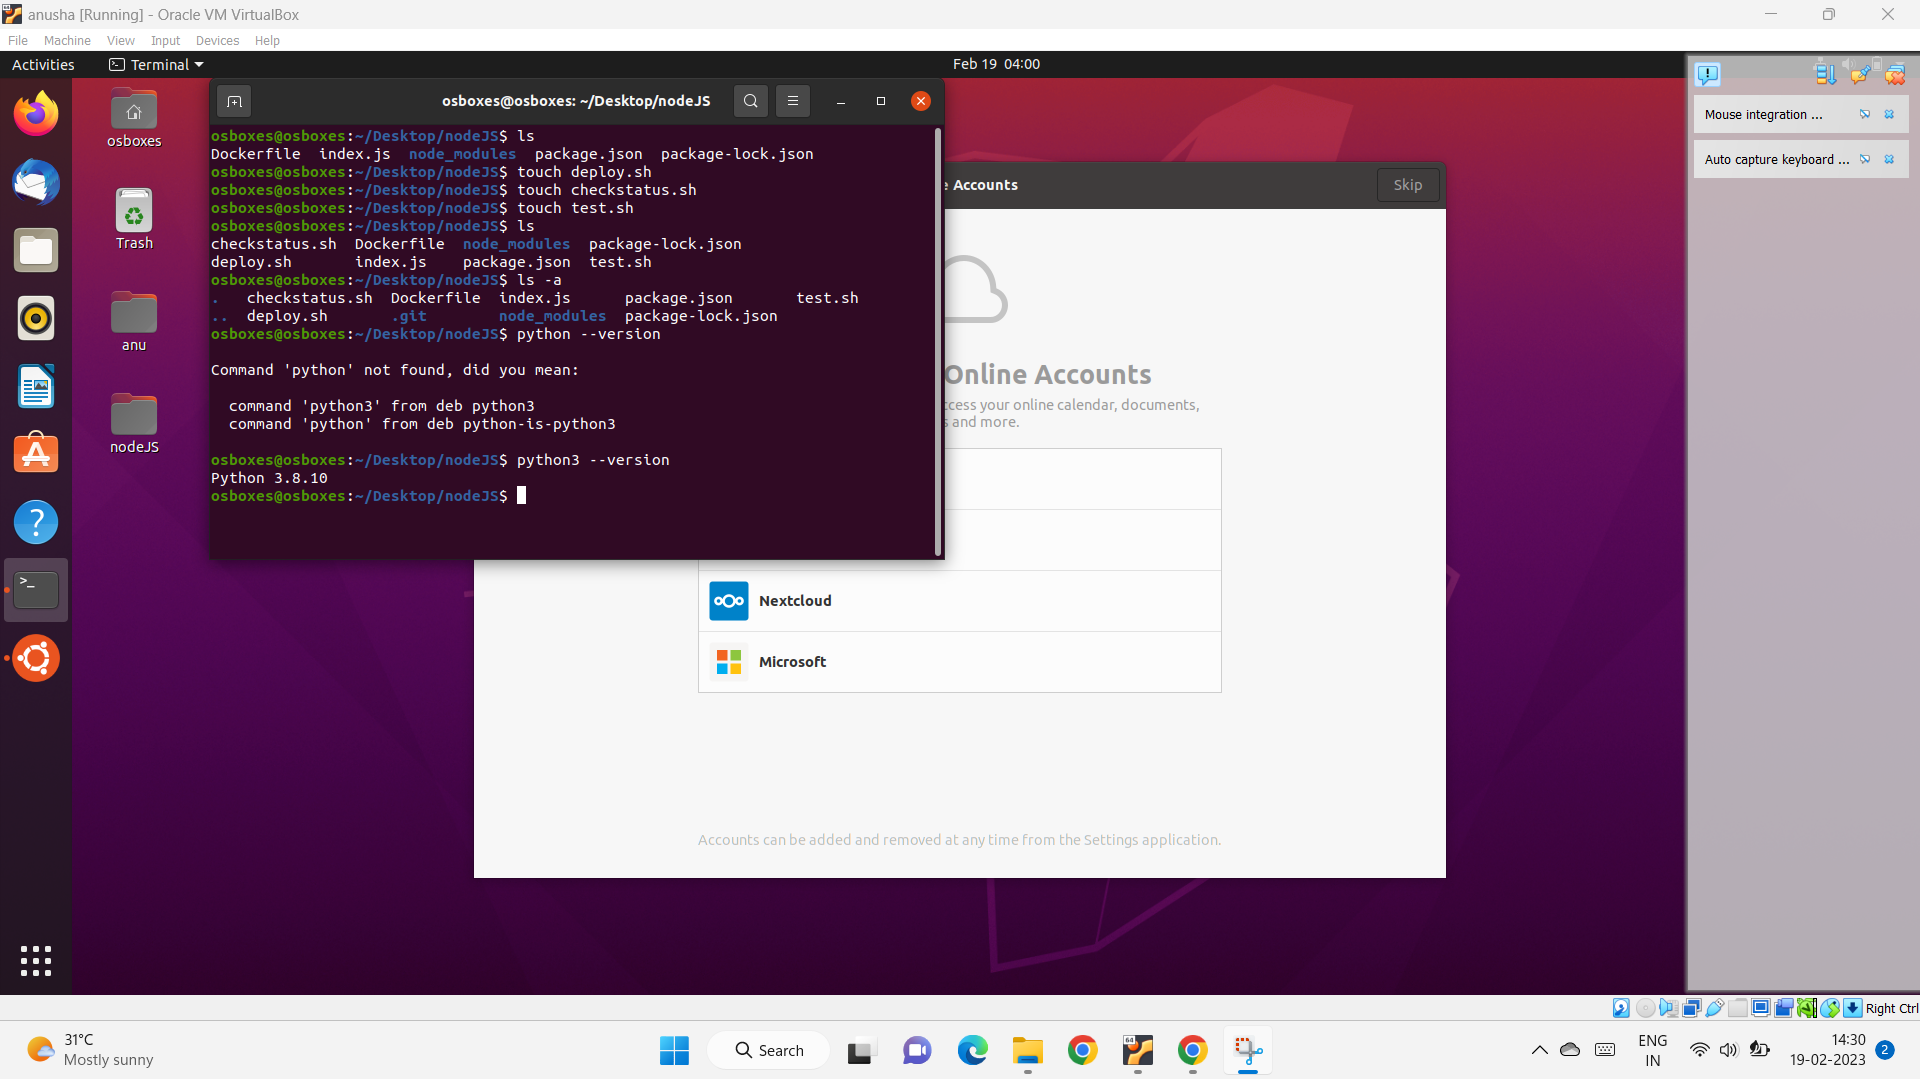 anusha [Running] - Oracle VM VirtualBox
File Machine View Input Devices Help
Activities Terminal Feb 19 04:00
osboxes@osboxes: ~/Desktop/nodeJS
osboxes@osboxes:~/Desktop/nodeJS$ ls
Dockerfile index.js node_modules package.json package-lock.json
osboxes@osboxes:~/Desktop/nodeJS$ touch deploy.sh
osboxes@osboxes:~/Desktop/nodeJS$ touch checkstatus.sh
osboxes@osboxes:~/Desktop/nodeJS$ touch test.sh
osboxes@osboxes:~/Desktop/nodeJS$ ls
checkstatus.sh Dockerfile node_modules package-lock.json
deploy.sh index.js package.json test.sh
osboxes@osboxes:~/Desktop/nodeJS$ ls -a
. checkstatus.sh Dockerfile index.js package.json test.sh
.. deploy.sh .git node_modules package-lock.json
osboxes@osboxes:~/Desktop/nodeJS$ python --version
Command 'python' not found, did you mean:
command 'python3' from deb python3
command 'python' from deb python-is-python3
osboxes@osboxes:~/Desktop/nodeJS$ python3 --version
Python 3.8.10
osboxes@osboxes:~/Desktop/nodeJS$
osboxes
Trash
anu
nodeJS
Accounts
Skip
Online Accounts
your online calendar, documents,
and more.
Nextcloud
Microsoft
Accounts can be added and removed at any time from the Settings application.
Mouse integration ...
Auto capture keyboard ...
Right Ctrl
31°C
Mostly sunny
Search
64
ENG
IN
14:30
19-02-2023
2